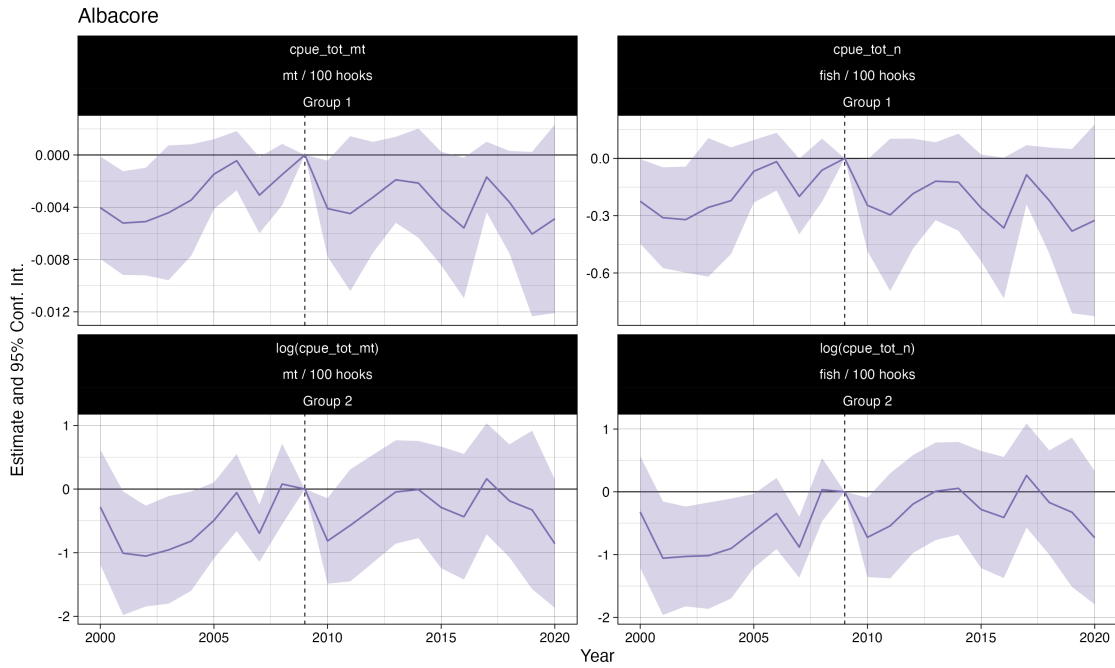 Albacore
cpue_tot_mt
mt / 100 hooks
Group 1
cpue_tot_n
fish / 100 hooks
Group 1
0.000
-0.004
-0.008
-0.012
0.0
-0.3
-0.6
log(cpue_tot_mt)
mt / 100 hooks
Group 2
log(cpue_tot_n)
fish / 100 hooks
Group 2
1
0
-1
-2
1
0
-1
-2
2000 2005 2010 2015 2020
2000 2005 2010 2015 2020
Year
Estimate and 95% Conf. Int.